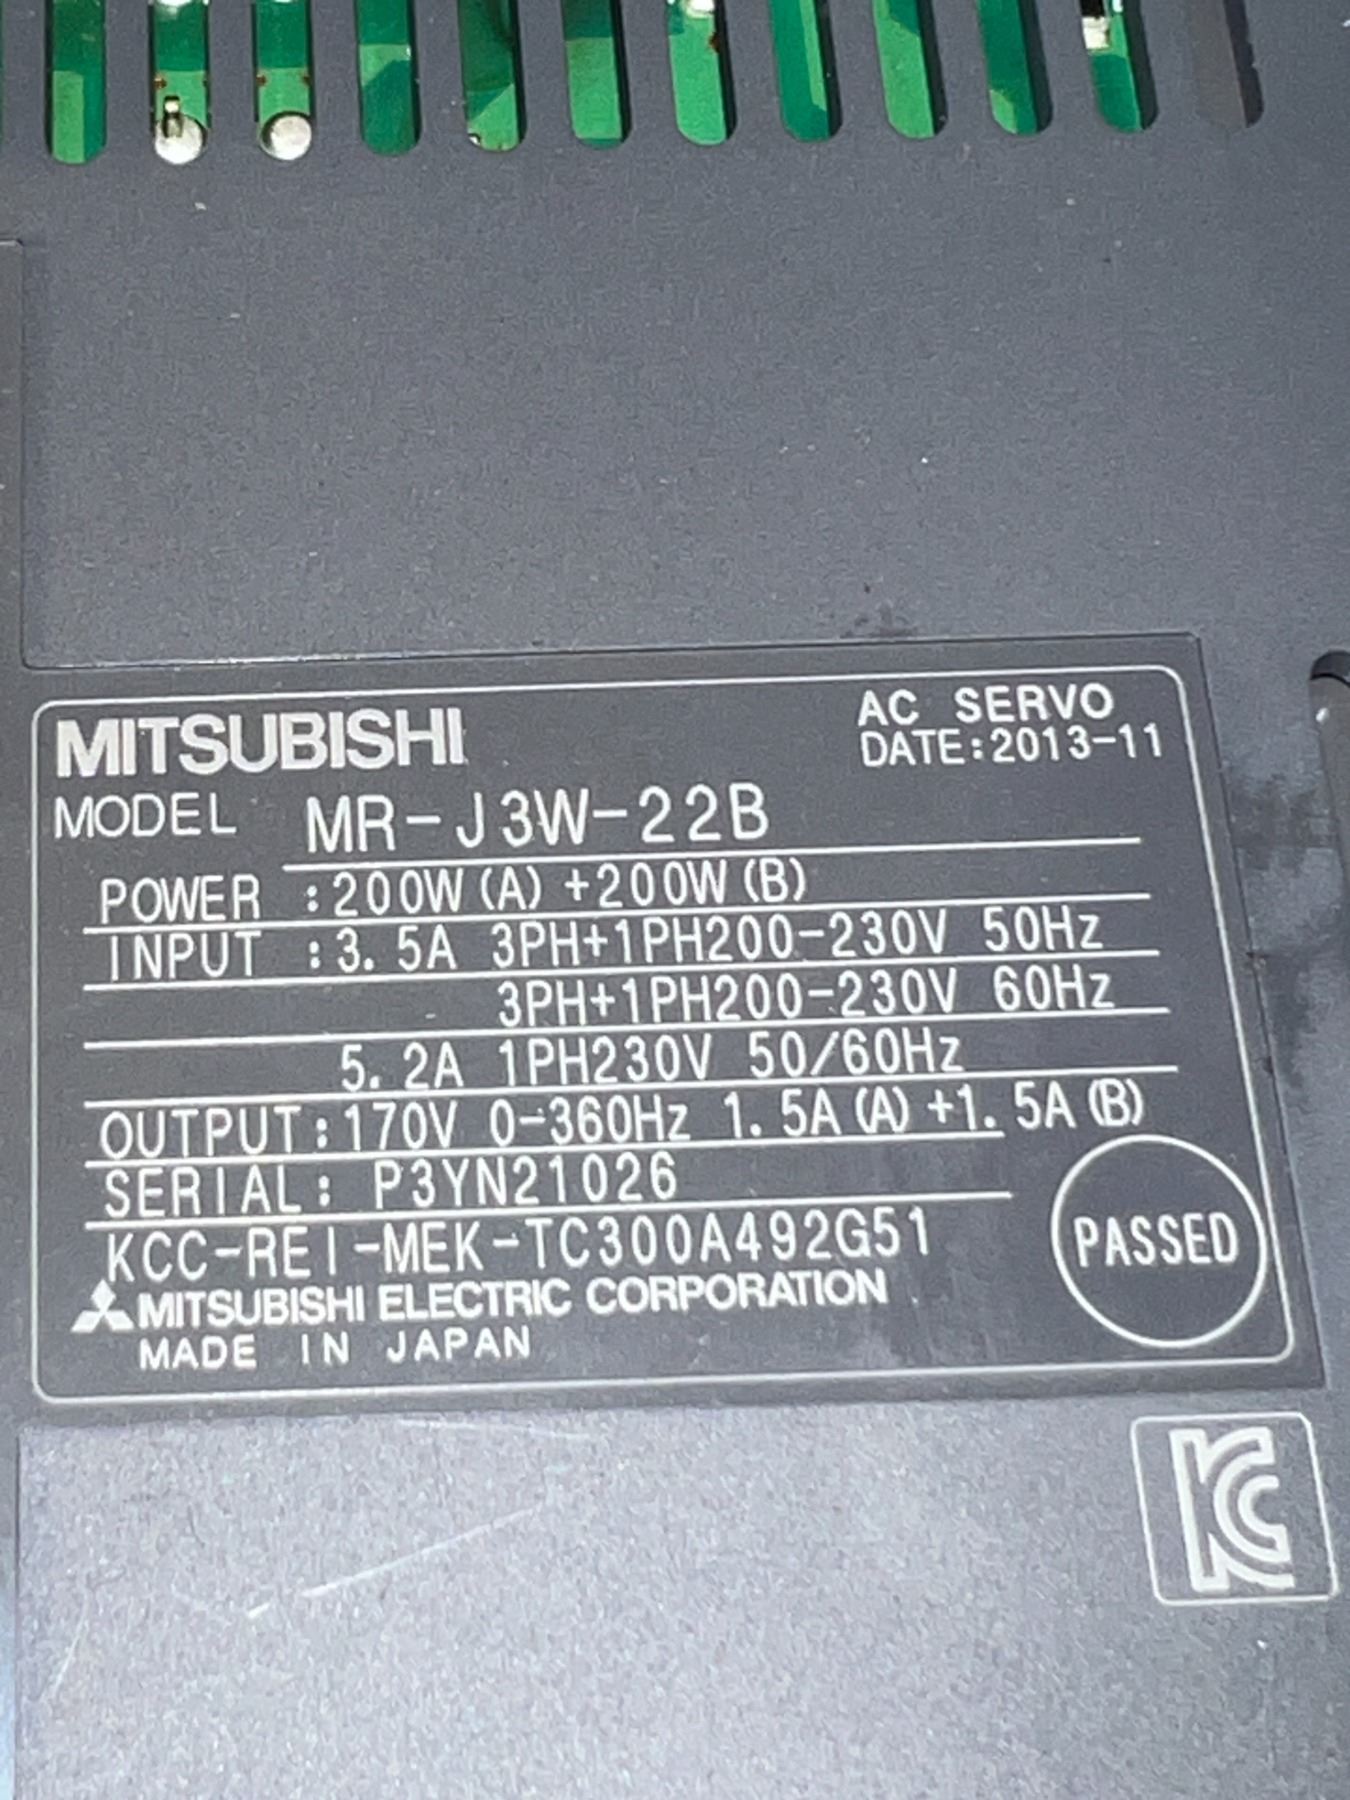 MITSUBISHI
AC SERVO
DATE:2013-11
MODEL MR-J3W-22B
POWER :200W(A)+200W(B)
INPUT :3.5A 3PH+1PH200-230V 50Hz
3PH+1PH200-230V 60Hz
5.2A 1PH230V 50/60Hz
OUTPUT:170V 0-360Hz 1.5A(A)+1.5A(B)
SERIAL: P3YN21026
KCC-REI-MEK-TC300A492G51
MITSUBISHI ELECTRIC CORPORATION
MADE IN JAPAN
PASSED
KC